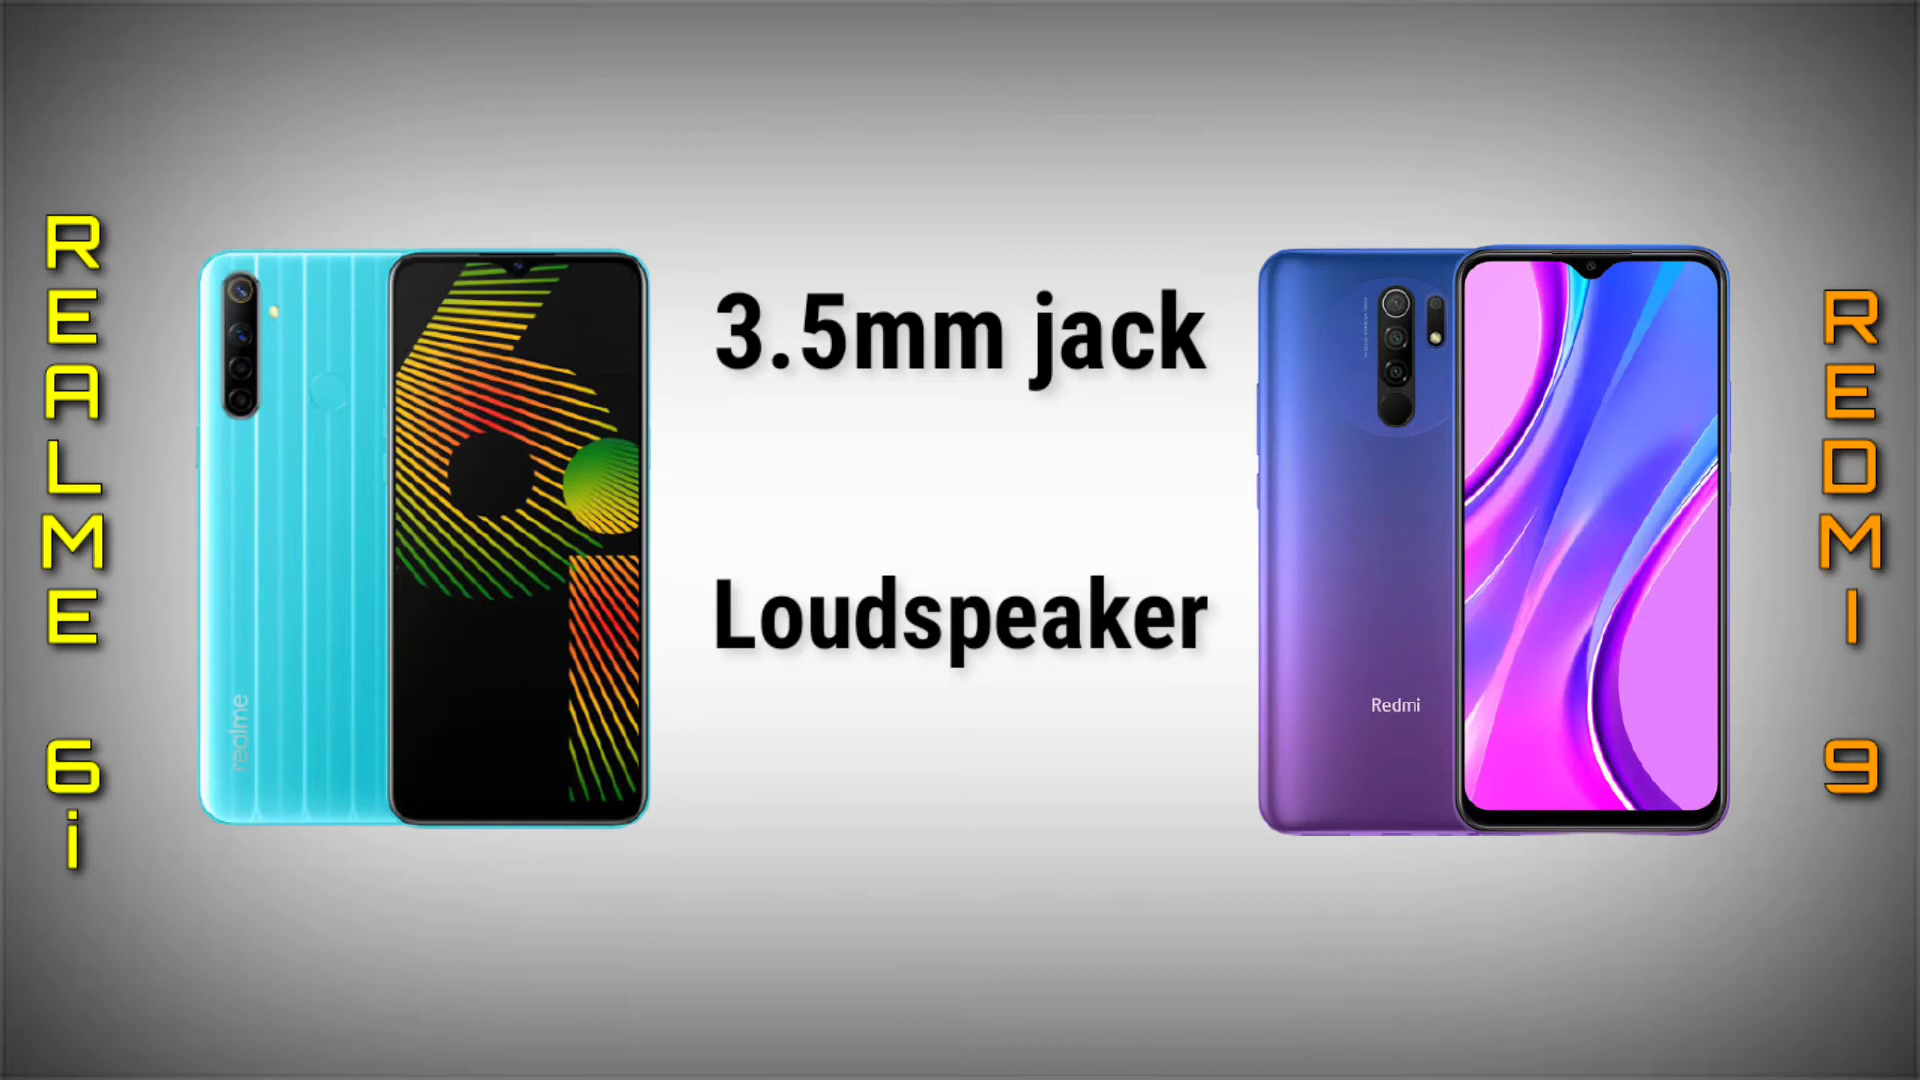 REALME 6i
realme
3.5mm jack
Loudspeaker
Redmi
REDMI 9